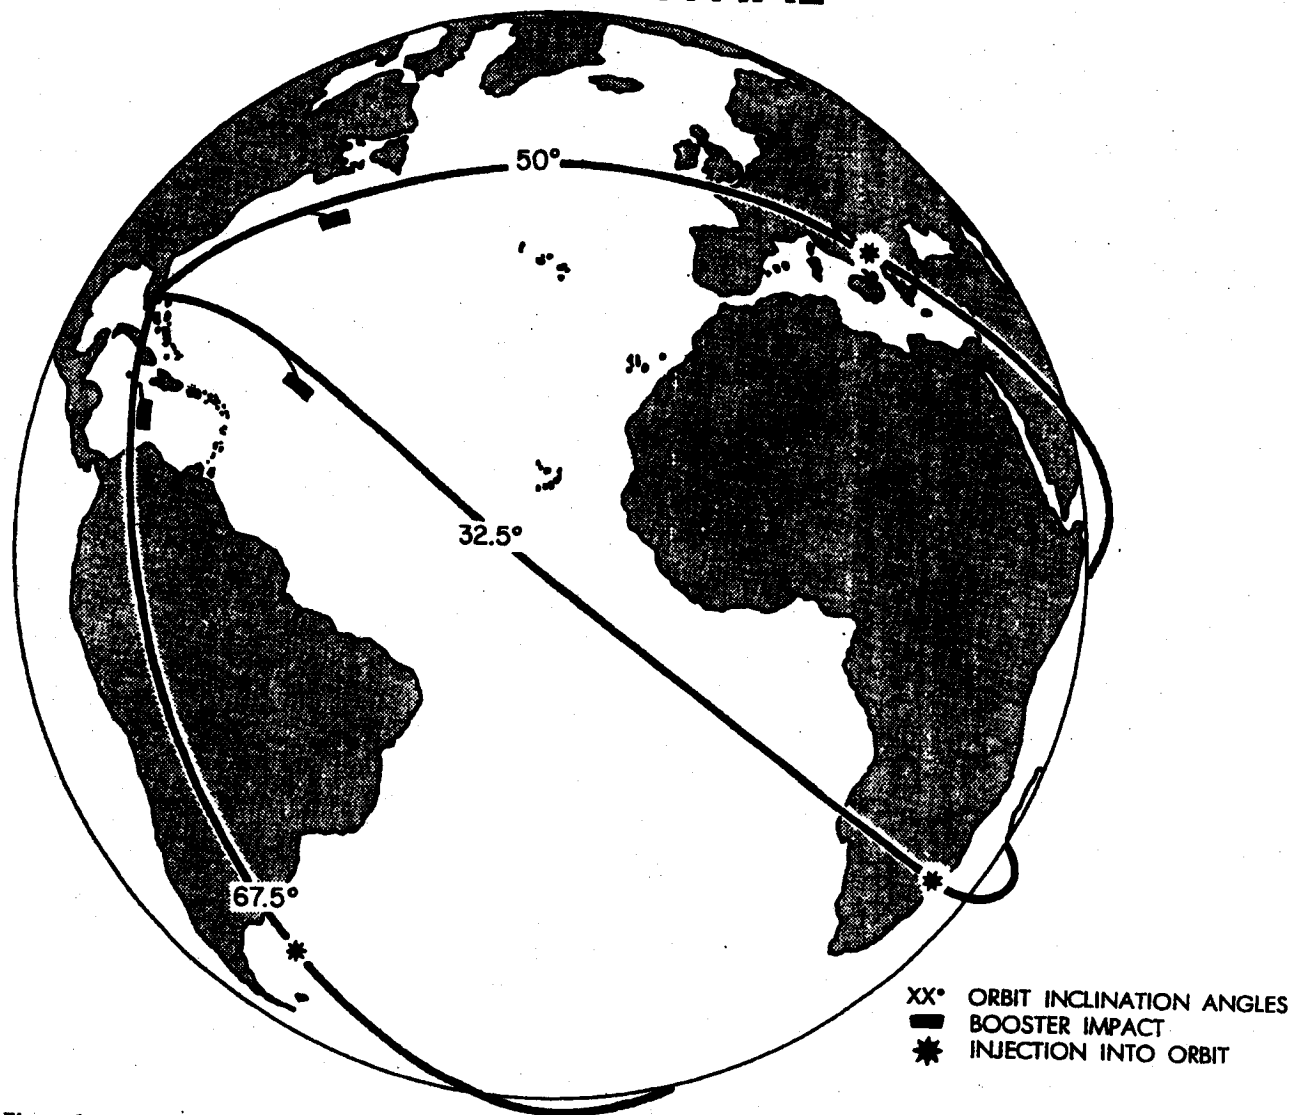 50°
32.5°
67.5°
XX° ORBIT INCLINATION ANGLES
BOOSTER IMPACT
INJECTION INTO ORBIT